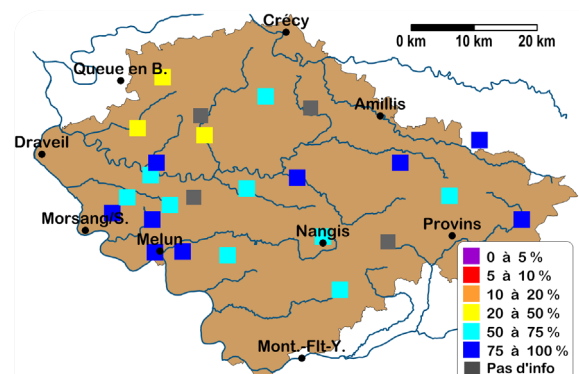 Crécy
0 km 10 km 20 km
Queue en B.
Amillis
Draveil
Morsang/S.
Nangis
Provins
Melun
Mont.-Flt-Y.
0 à 5 %
5 à 10 %
10 à 20 %
20 à 50 %
50 à 75 %
75 à 100 %
Pas d'info